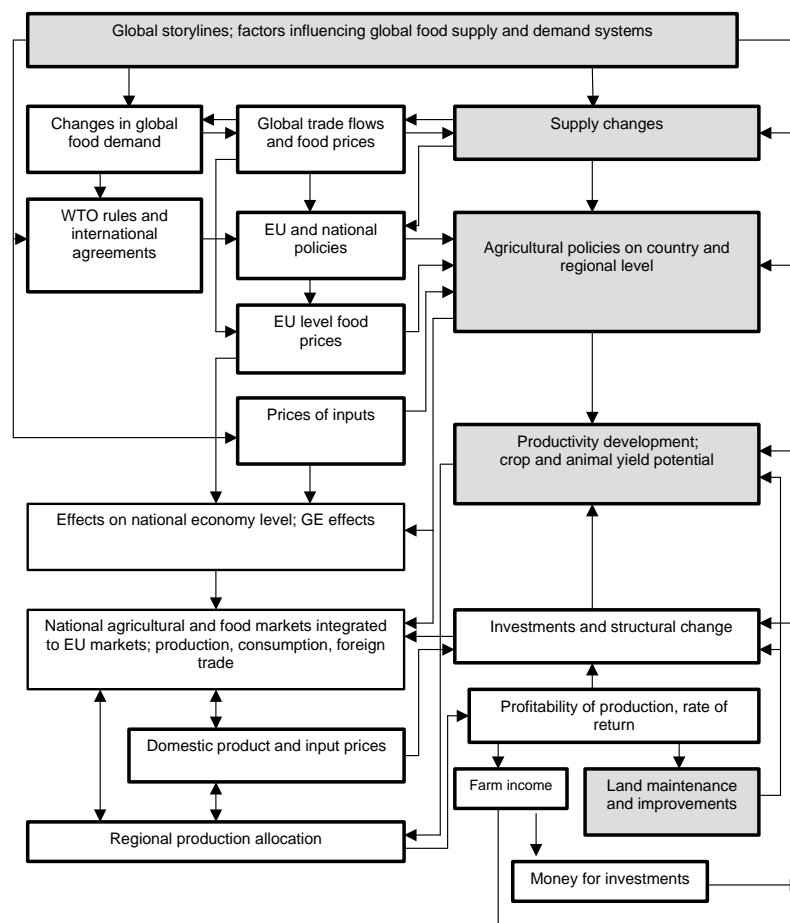 Global storylines; factors influencing global food supply and demand systems
Changes in global
food demand
Global trade flows
and food prices
Supply changes
WTO rules and
international
agreements
EU and national
policies
Agricultural policies on country and
regional level
EU level food
prices
Prices of inputs
Productivity development;
crop and animal yield potential
Effects on national economy level; GE effects
National agricultural and food markets integrated
to EU markets; production, consumption, foreign
trade
Investments and structural change
Profitability of production, rate of
return
Domestic product and input prices
Farm income
Land maintenance
and improvements
Regional production allocation
Money for investments